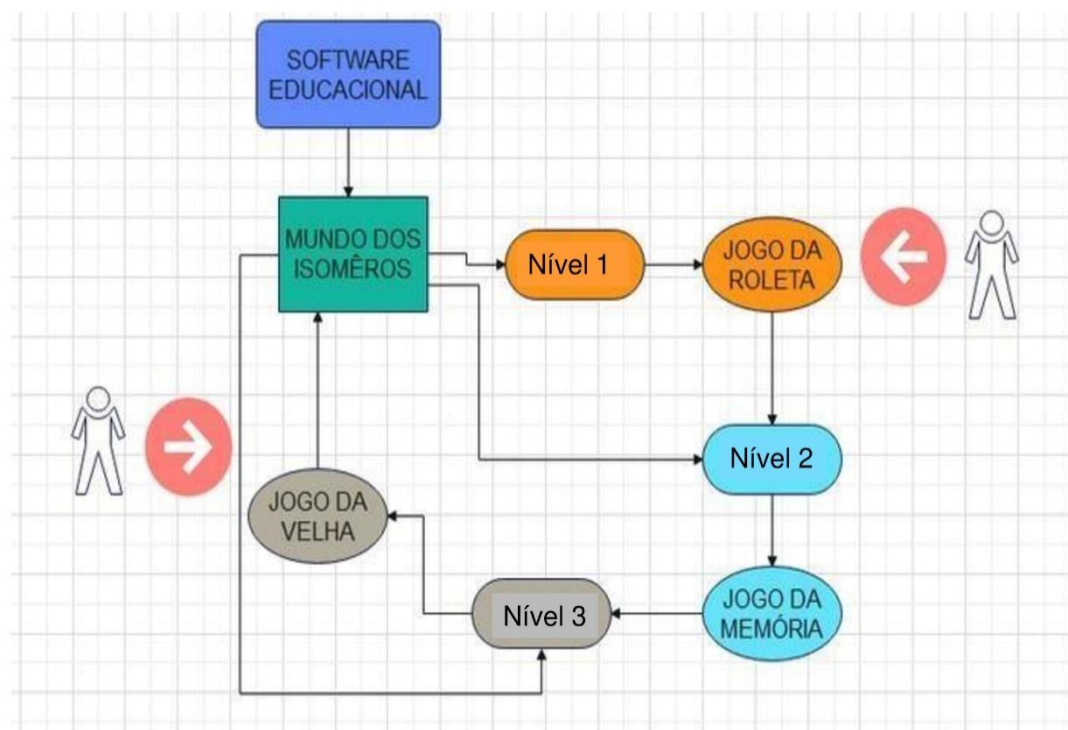 SOFTWARE
EDUCACIONAL
MUNDO DOS
ISOMÊROS
Nível 1
JOGO DA
ROLETA
Nível 2
JOGO DA
VELHA
Nível 3
JOGO DA
MEMÓRIA